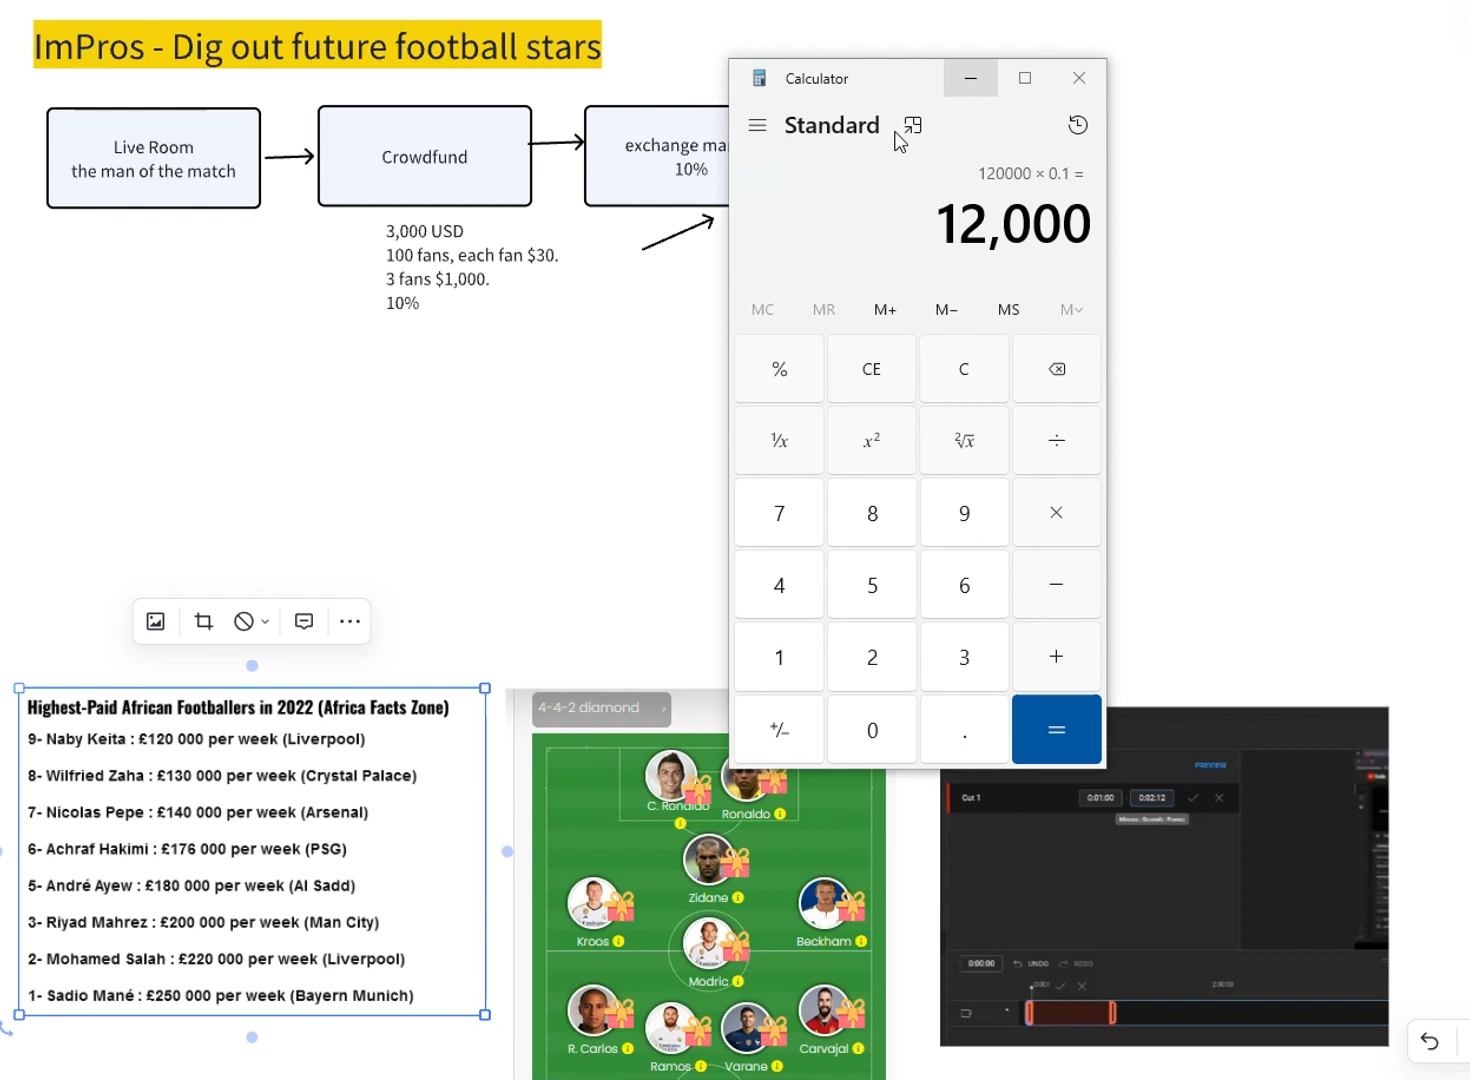 ImPros - Dig out future football stars
Live Room
the man of the match
Crowdfund
exchange mar
10%
3,000 USD
100 fans, each fan $30.
3 fans $1,000.
10%
Calculator
Standard
120000 × 0.1 =
12,000
MC MR M+ M− MS M
% CE C
1/x x² ²√x ÷
7 8 9 ×
4 5 6 −
1 2 3 +
+/− 0 . =
Highest-Paid African Footballers in 2022 (Africa Facts Zone)
9- Naby Keita : £120 000 per week (Liverpool)
8- Wilfried Zaha : £130 000 per week (Crystal Palace)
7- Nicolas Pepe : £140 000 per week (Arsenal)
6- Achraf Hakimi : £176 000 per week (PSG)
5- André Ayew : £180 000 per week (Al Sadd)
3- Riyad Mahrez : £200 000 per week (Man City)
2- Mohamed Salah : £220 000 per week (Liverpool)
1- Sadio Mané : £250 000 per week (Bayern Munich)
4-4-2 diamond
C. Ronaldo
Ronaldo
Zidane
Kroos
Beckham
Modric
R. Carlos
Ramos
Varane
Carvajal
PREVIEW
Cut 1 0:01:00 - 0:02:12
0:00:00 UNDO REDO